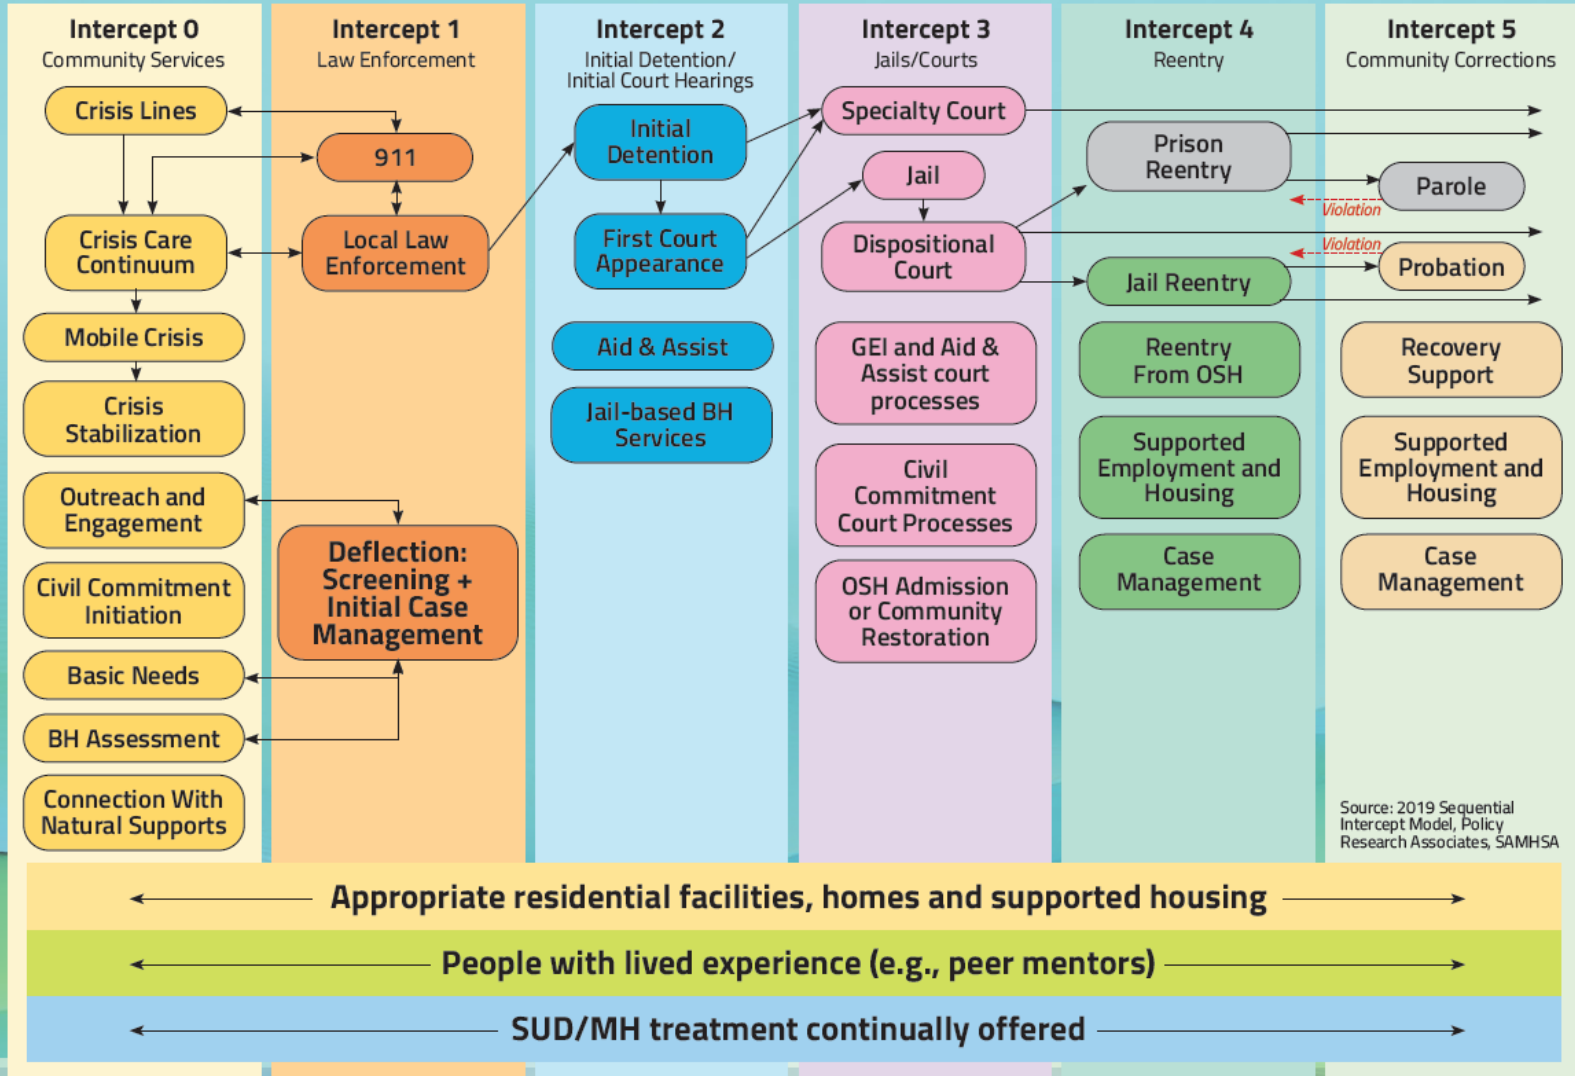 Intercept 0
Community Services
Crisis Lines
Crisis Care
Continuum
Mobile Crisis
Crisis
Stabilization
Outreach and
Engagement
Civil Commitment
Initiation
Basic Needs
BH Assessment
Connection With
Natural Supports
Intercept 1
Law Enforcement
911
Local Law
Enforcement
Deflection:
Screening +
Initial Case
Management
Intercept 2
Initial Detention/
Initial Court Hearings
Initial
Detention
First Court
Appearance
Aid & Assist
Jail-based BH
Services
Intercept 3
Jails/Courts
Specialty Court
Jail
Dispositional
Court
GEI and Aid &
Assist court
processes
Civil
Commitment
Court Processes
OSH Admission
or Community
Restoration
Intercept 4
Reentry
Prison
Reentry
Jail Reentry
Reentry
From OSH
Supported
Employment and
Housing
Case
Management
Intercept 5
Community Corrections
Parole
Violation
Violation
Probation
Recovery
Support
Supported
Employment and
Housing
Case
Management
Source: 2019 Sequential
Intercept Model, Policy
Research Associates, SAMHSA
Appropriate residential facilities, homes and supported housing
People with lived experience (e.g., peer mentors)
SUD/MH treatment continually offered